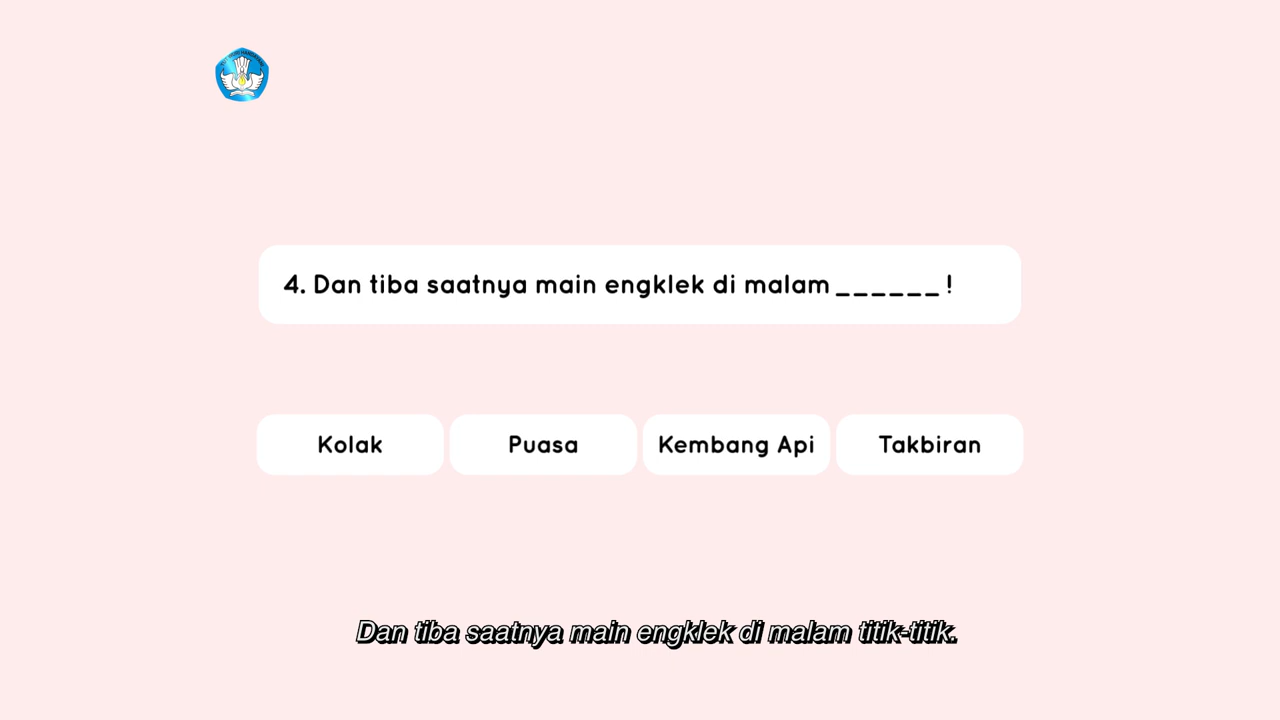 4. Dan tiba saatnya main engklek di malam ______ !
Kolak
Puasa
Kembang Api
Takbiran
Dan tiba saatnya main engklek di malam titik-titik.